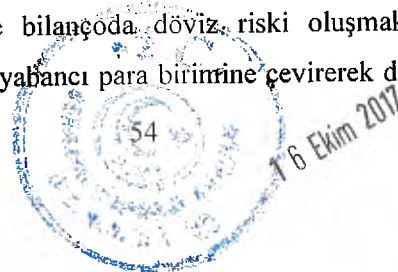 e bilançoda döviz riski oluşmak
yabancı para birimine çevirerek d
54
16 Ekim 2017